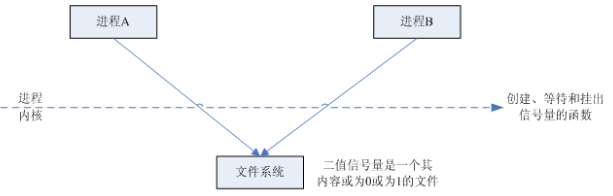 进程A
进程B
进程
内核
创建、等待和挂出
信号量的函数
文件系统
二值信号量是一个其
内容或为0或为1的文件